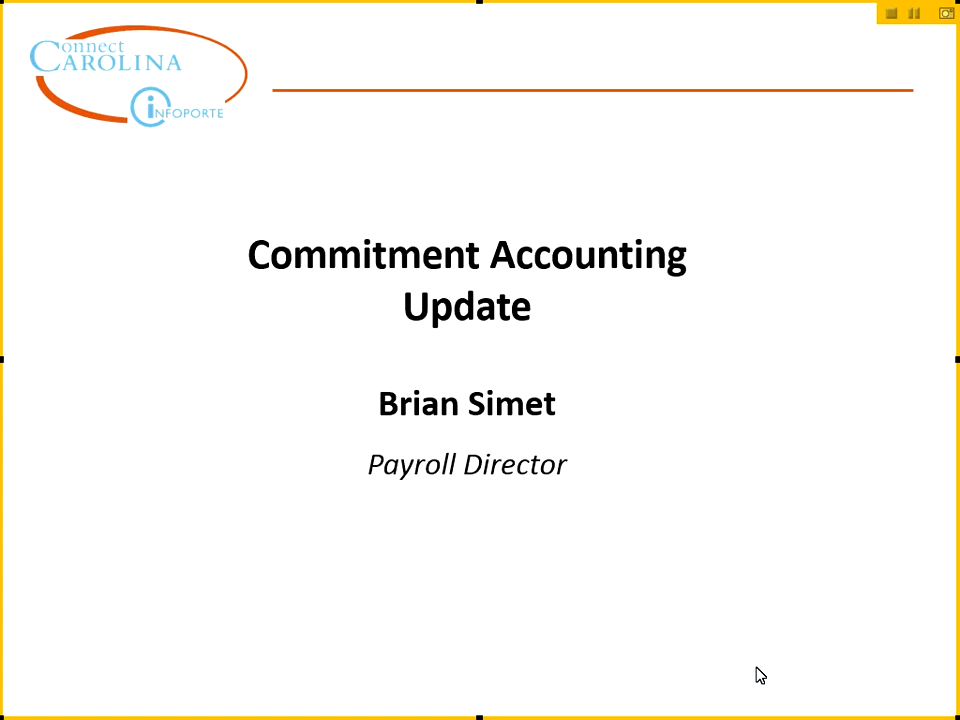 Connect
CAROLINA
INFOPORTE
Commitment Accounting
Update
Brian Simet
Payroll Director